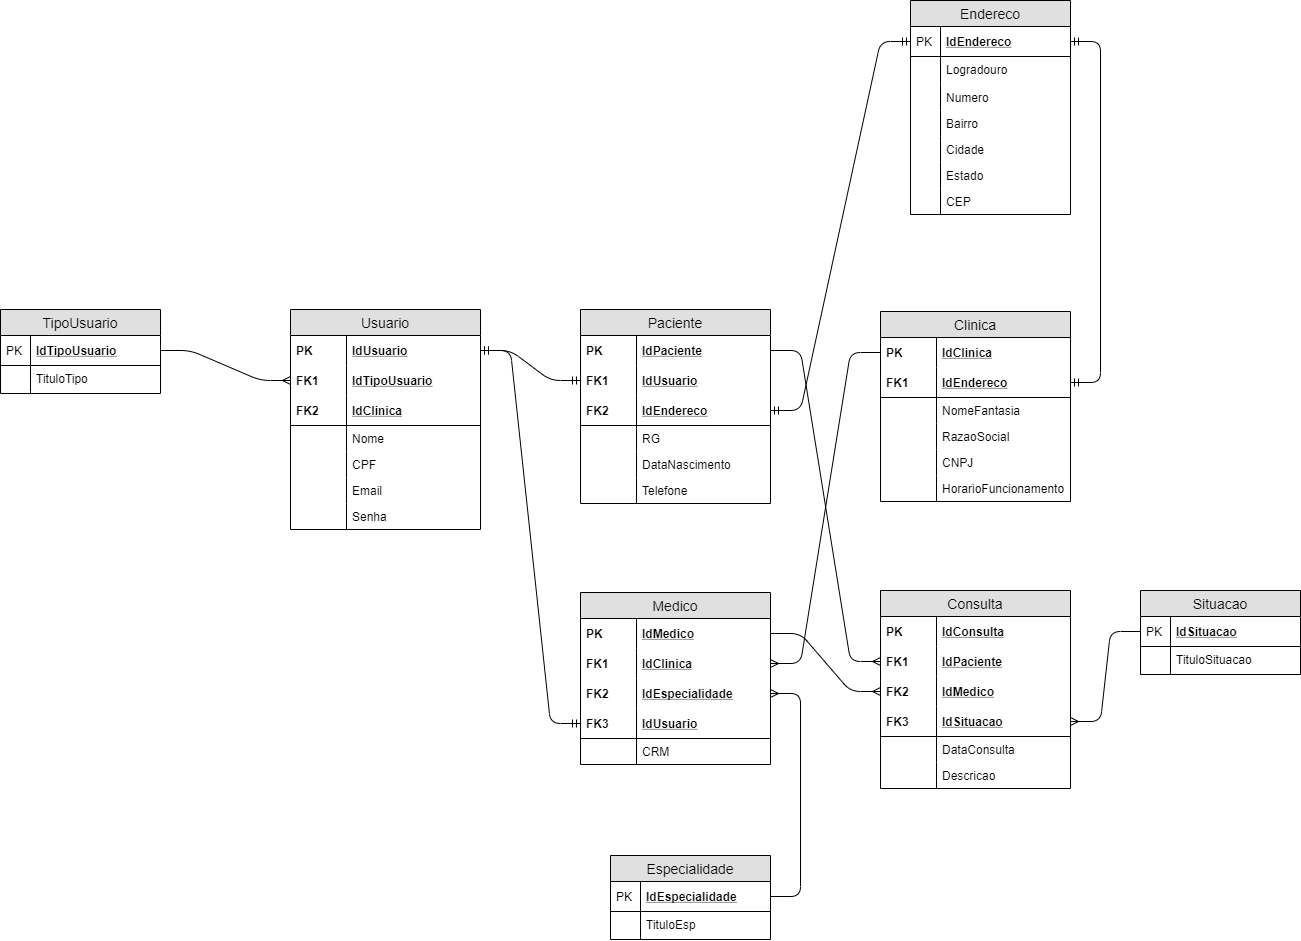 Endereco
PK IdEndereco
Logradouro
Numero
Bairro
Cidade
Estado
CEP
TipoUsuario
PK IdTipoUsuario
TituloTipo
Usuario
PK IdUsuario
FK1 IdTipoUsuario
FK2 IdClinica
Nome
CPF
Email
Senha
Paciente
PK IdPaciente
FK1 IdUsuario
FK2 IdEndereco
RG
DataNascimento
Telefone
Clinica
PK IdClinica
FK1 IdEndereco
NomeFantasia
RazaoSocial
CNPJ
HorarioFuncionamento
Medico
PK IdMedico
FK1 IdClinica
FK2 IdEspecialidade
FK3 IdUsuario
CRM
Consulta
PK IdConsulta
FK1 IdPaciente
FK2 IdMedico
FK3 IdSituacao
DataConsulta
Descricao
Situacao
PK IdSituacao
TituloSituacao
Especialidade
PK IdEspecialidade
TituloEsp